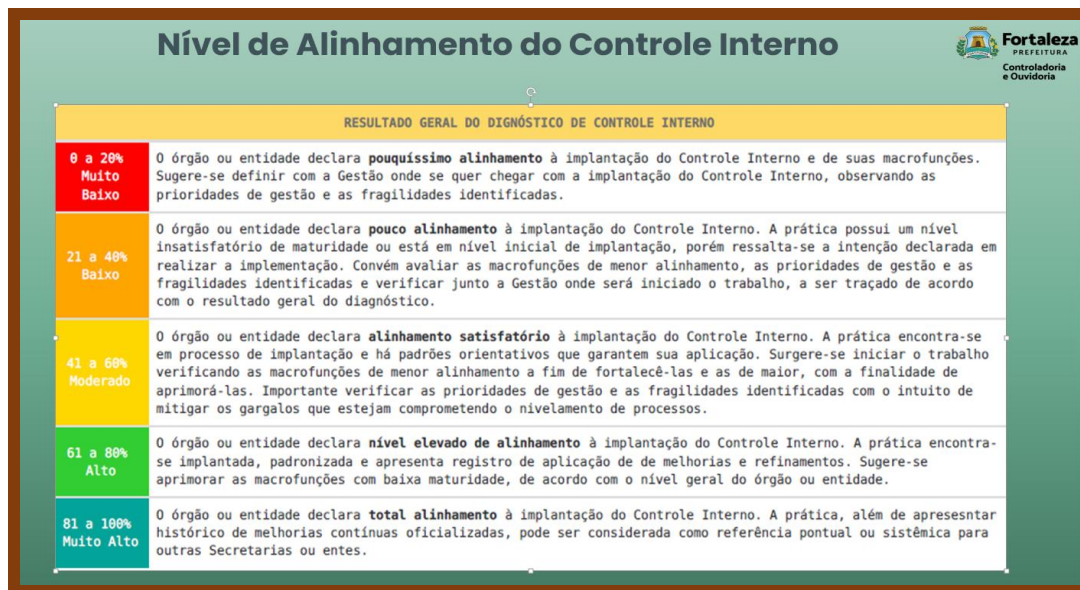 Nível de Alinhamento do Controle Interno
Fortaleza
PREFEITURA
Controladoria
e Ouvidoria
RESULTADO GERAL DO DIGNÓSTICO DE CONTROLE INTERNO
0 a 20%
Muito
Baixo
O órgão ou entidade declara pouquíssimo alinhamento à implantação do Controle Interno e de suas macrofunções.
Sugere-se definir com a Gestão onde se quer chegar com a implantação do Controle Interno, observando as
prioridades de gestão e as fragilidades identificadas.
21 a 40%
Baixo
O órgão ou entidade declara pouco alinhamento à implantação do Controle Interno. A prática possui um nível
insatisfatório de maturidade ou está em nível inicial de implantação, porém ressalta-se a intenção declarada em
realizar a implementação. Convém avaliar as macrofunções de menor alinhamento, as prioridades de gestão e as
fragilidades identificadas e verificar junto a Gestão onde será iniciado o trabalho, a ser traçado de acordo
com o resultado geral do diagnóstico.
41 a 60%
Moderado
O órgão ou entidade declara alinhamento satisfatório à implantação do Controle Interno. A prática encontra-se
em processo de implantação e há padrões orientativos que garantem sua aplicação. Surgere-se iniciar o trabalho
verificando as macrofunções de menor alinhamento a fim de fortalecê-las e as de maior, com a finalidade de
aprimorá-las. Importante verificar as prioridades de gestão e as fragilidades identificadas com o intuito de
mitigar os gargalos que estejam comprometendo o nivelamento de processos.
61 a 80%
Alto
O órgão ou entidade declara nível elevado de alinhamento à implantação do Controle Interno. A prática encontra-
se implantada, padronizada e apresenta registro de aplicação de de melhorias e refinamentos. Sugere-se
aprimorar as macrofunções com baixa maturidade, de acordo com o nível geral do órgão ou entidade.
81 a 100%
Muito Alto
O órgão ou entidade declara total alinhamento à implantação do Controle Interno. A prática, além de apresesntar
histórico de melhorias contínuas oficializadas, pode ser considerada como referência pontual ou sistêmica para
outras Secretarias ou entes.